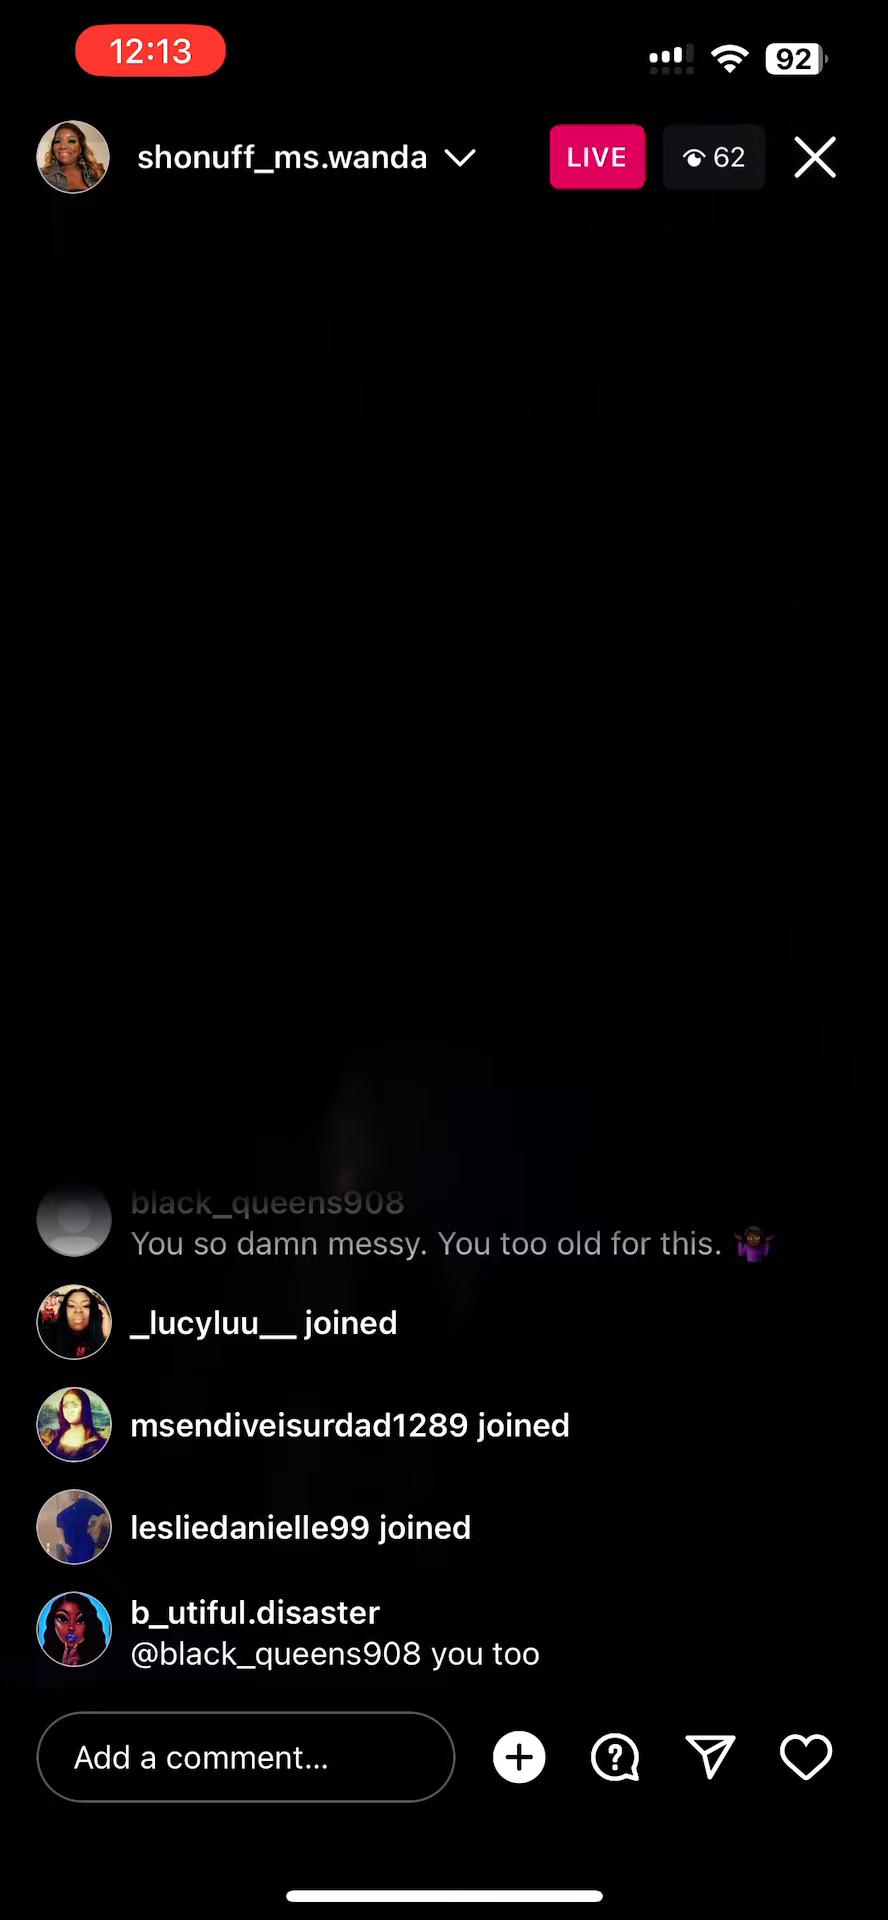 12:13
92
shonuff_ms.wanda
LIVE
62
black_queens908
You so damn messy. You too old for this. 🤷🏿‍♀️
_lucyluu__ joined
msendiveisurdad1289 joined
lesliedanielle99 joined
b_utiful.disaster
@black_queens908 you too
Add a comment...